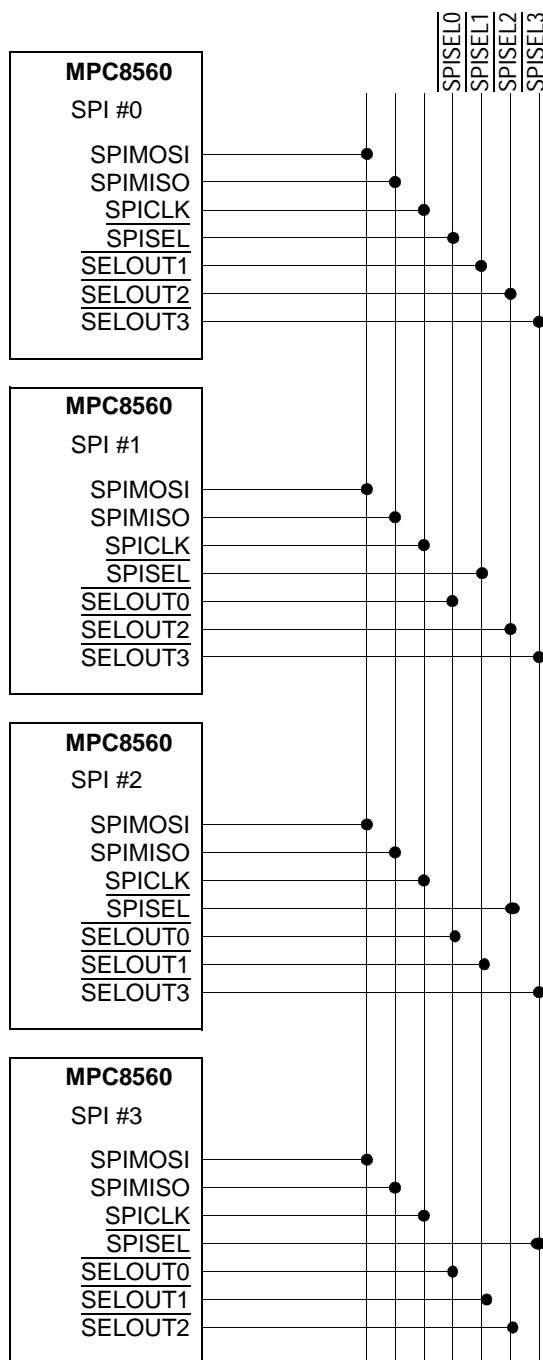 SPISEL0
SPISEL1
SPISEL2
SPISEL3
MPC8560
SPI #0
SPIMOSI
SPIMISO
SPICLK
SPISEL
SELOUT1
SELOUT2
SELOUT3
MPC8560
SPI #1
SPIMOSI
SPIMISO
SPICLK
SPISEL
SELOUT0
SELOUT2
SELOUT3
MPC8560
SPI #2
SPIMOSI
SPIMISO
SPICLK
SPISEL
SELOUT0
SELOUT1
SELOUT3
MPC8560
SPI #3
SPIMOSI
SPIMISO
SPICLK
SPISEL
SELOUT0
SELOUT1
SELOUT2